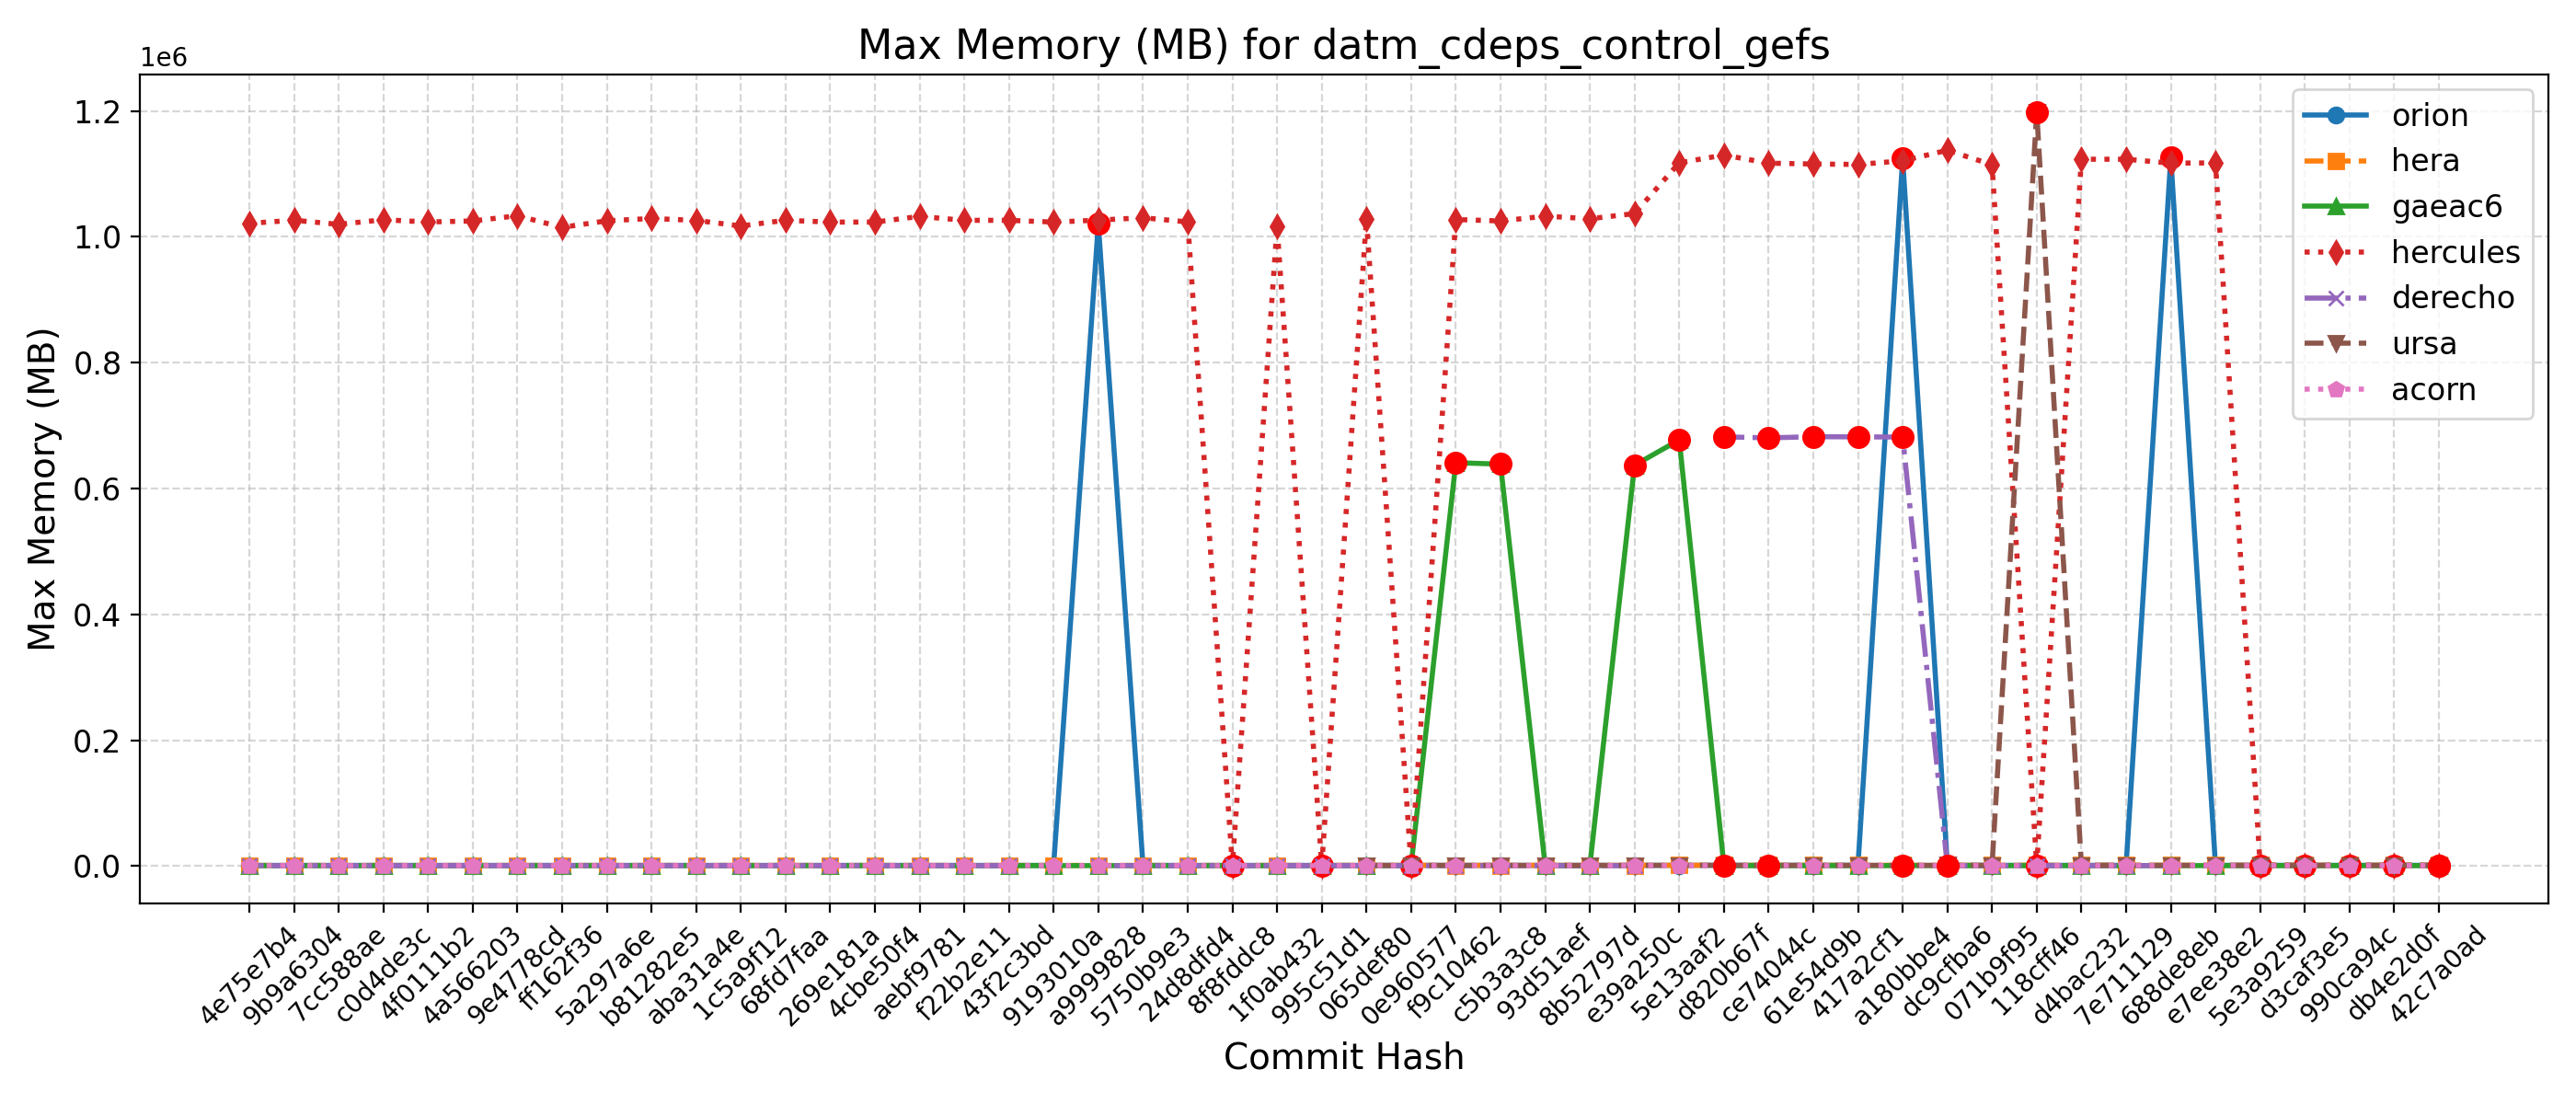 Max Memory (MB) for datm_cdeps_control_gefs
1e6
1.2
1.0
0.8
0.6
0.4
0.2
0.0
Max Memory (MB)
orion
hera
gaeac6
hercules
derecho
ursa
acorn
4e75e7b4
9b9a6304
7cc588ae
c0d4de3c
4f0111b2
4a566203
9e4778cd
ff162f36
5a297a6e
b81282e5
aba31a4e
1c5a9f12
68fd7faa
269e181a
4cbe50f4
aebf9781
f22b2e11
43f2c3bd
9193010a
a9999828
5750b9e3
24d8dfd4
8f8fddc8
1f0ab432
995c51d1
065def80
0e960577
f9c10462
c5b3a3c8
93d51aef
8b52797d
e39a250c
5e13aaf2
d820b67f
ce74044c
61e54d9b
417a2cf1
a180bbe4
dc9cfba6
071b9f95
118cff46
d4bac232
7e711129
688de8eb
e7ee38e2
5e3a9259
d3caf3e5
990ca94c
db4e2d0f
42c7a0ad
Commit Hash